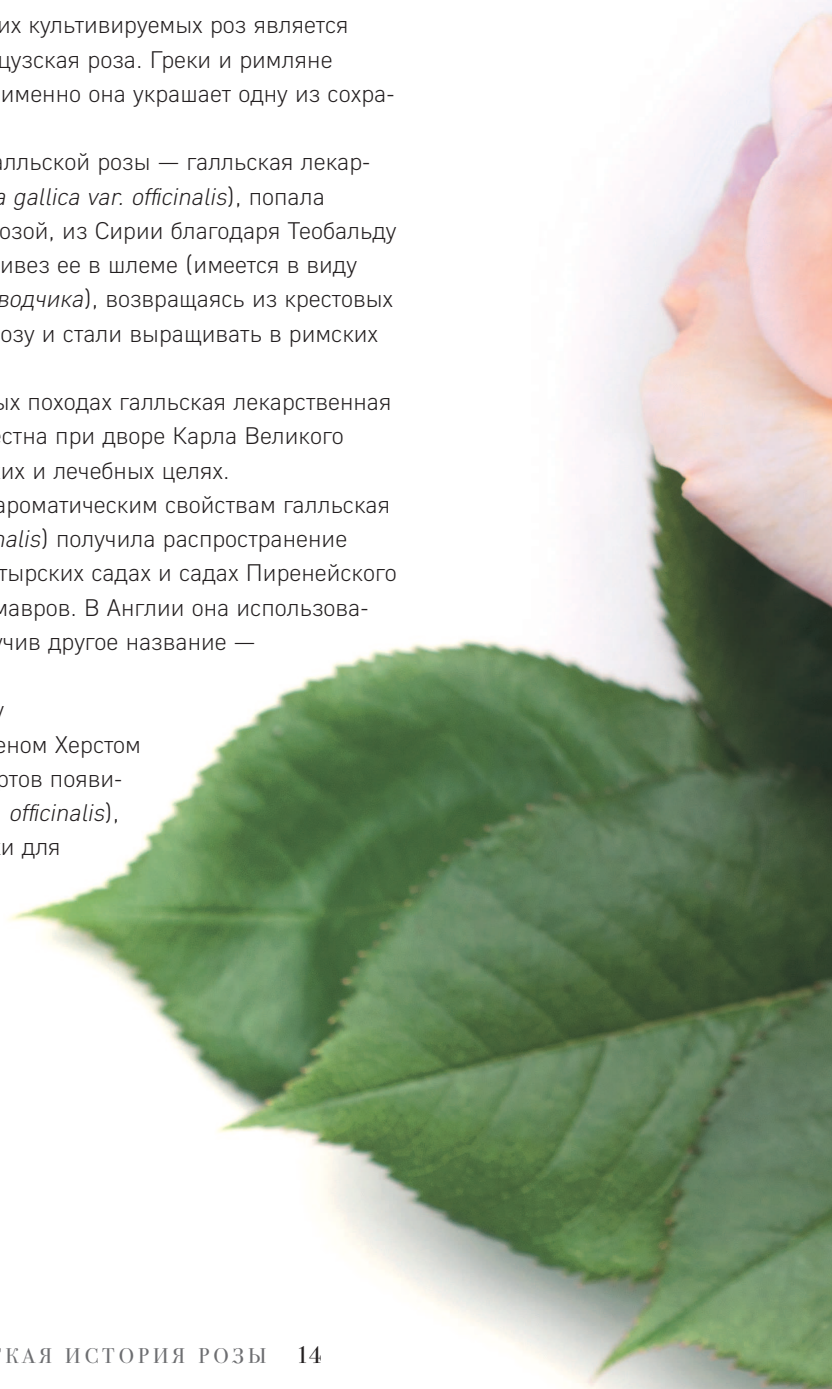 их культивируемых роз является
цузская роза. Греки и римляне
именно она украшает одну из сохра-
алльской розы — галльская лекар-
a gallica var. officinalis), попала
озой, из Сирии благодаря Теобальду
ивез ее в шлеме (имеется в виду
водчика), возвращаясь из крестовых
озу и стали выращивать в римских
ых походах галльская лекарственная
естна при дворе Карла Великого
их и лечебных целях.
ароматическим свойствам галльская
nalis) получила распространение
тырских садах и садах Пиренейского
мавров. В Англии она использова-
учив другое название —
у
еном Херстом
отов появи-
officinalis),
и для
КАЯ ИСТОРИЯ РОЗЫ 14